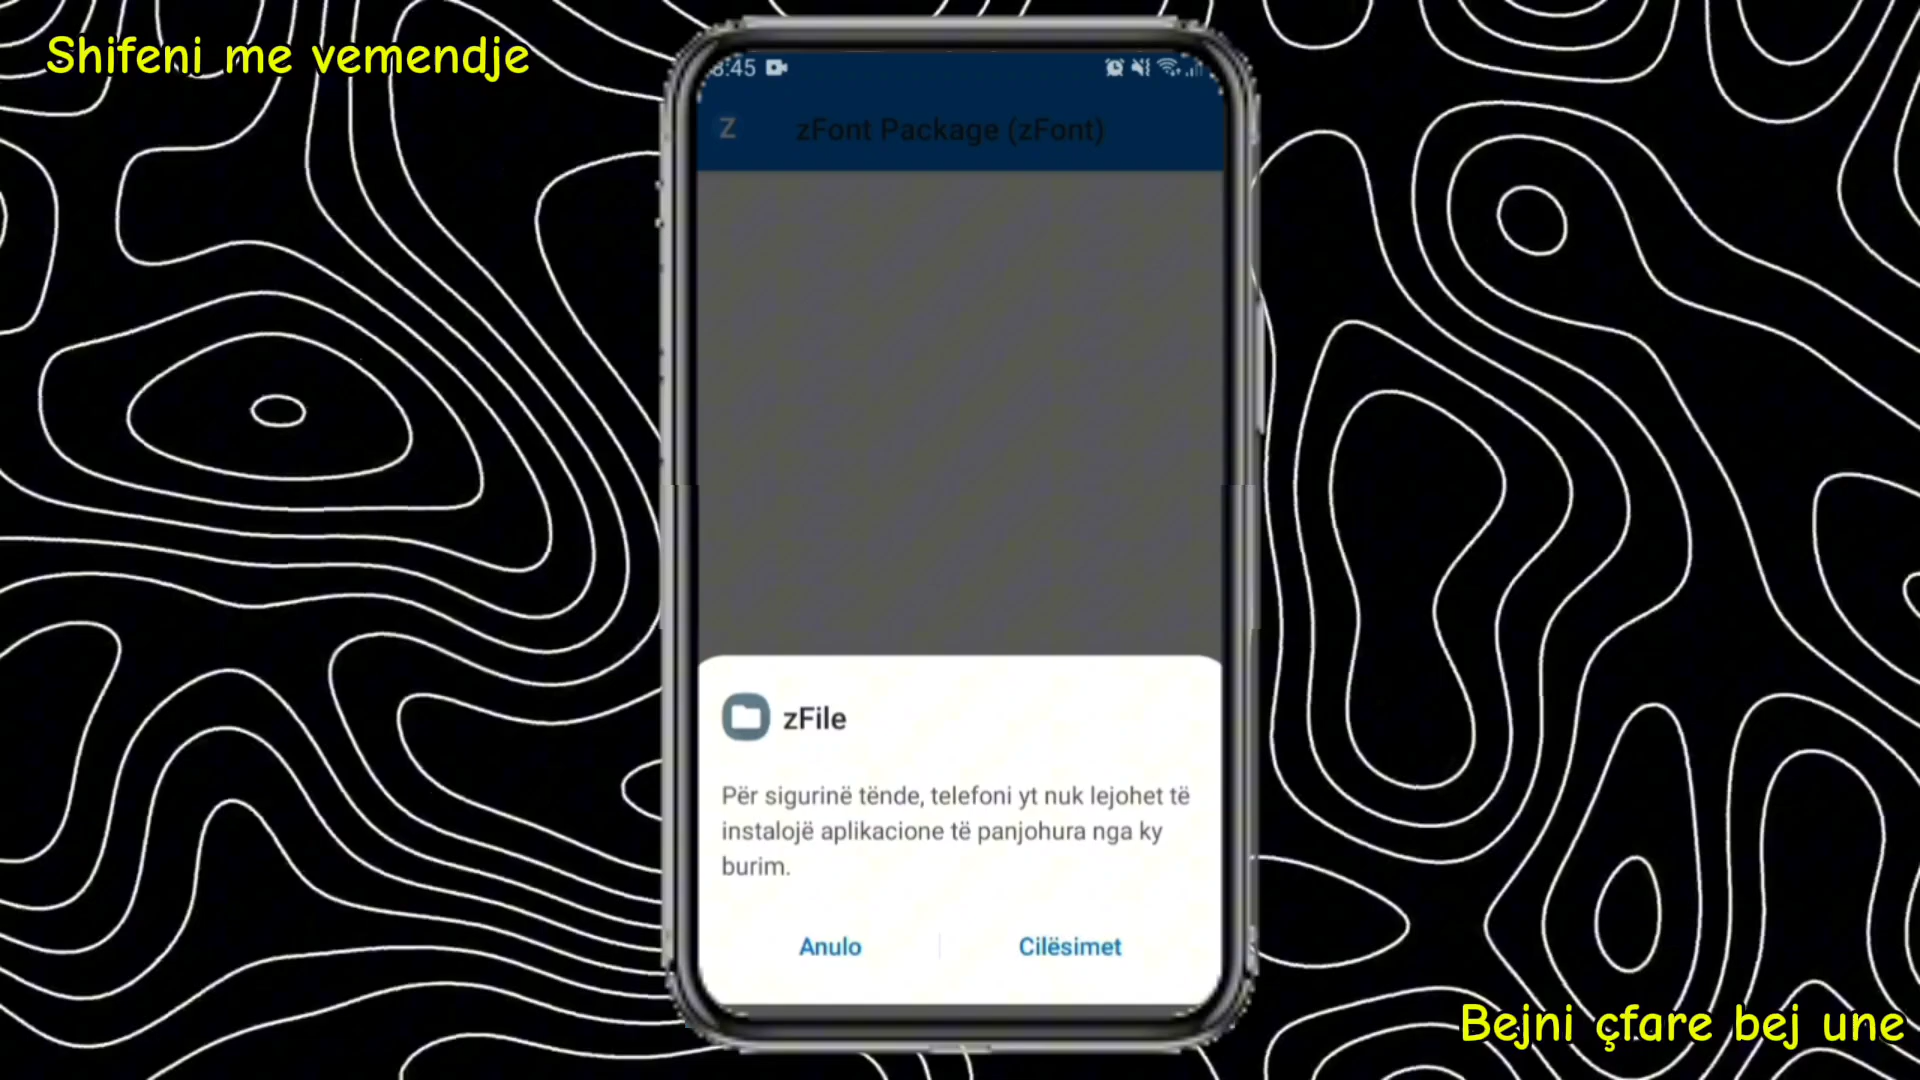 Shifeni me vemendje
8:45
Z
zFont Package (zFont)
zFile
Për sigurinë tënde, telefoni yt nuk lejohet të
instalojë aplikacione të panjohura nga ky
burim.
Anulo
Cilësimet
Bejni çfare bej une